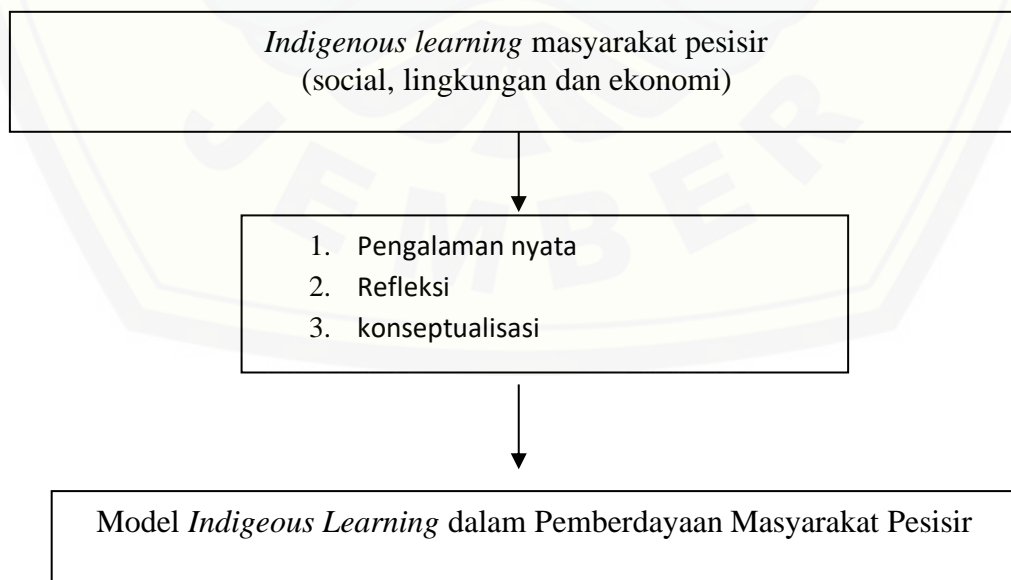 Indigenous learning masyarakat pesisir
(social, lingkungan dan ekonomi)
JEMBER
1. Pengalaman nyata
2. Refleksi
3. konseptualisasi
Model Indigeous Learning dalam Pemberdayaan Masyarakat Pesisir